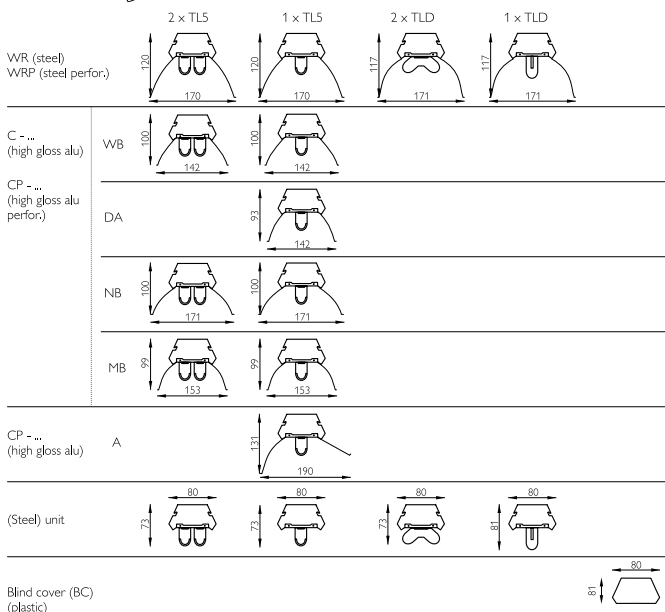 2 x TL5 1 x TL5 2 x TLD 1 x TLD
WR (steel)
WRP (steel perfor.)
120 170 120 170 117 171 117 171
C - ...
(high gloss alu)
WB
100 142 100 142
CP - ...
(high gloss alu
perfor.)
DA
93 142
NB
100 171 100 171
MB
99 153 99 153
CP - ...
(high gloss alu)
A
131 190
(Steel) unit
80 80 80 80
73 73 73 81
80
81
Blind cover (BC)
(plastic)